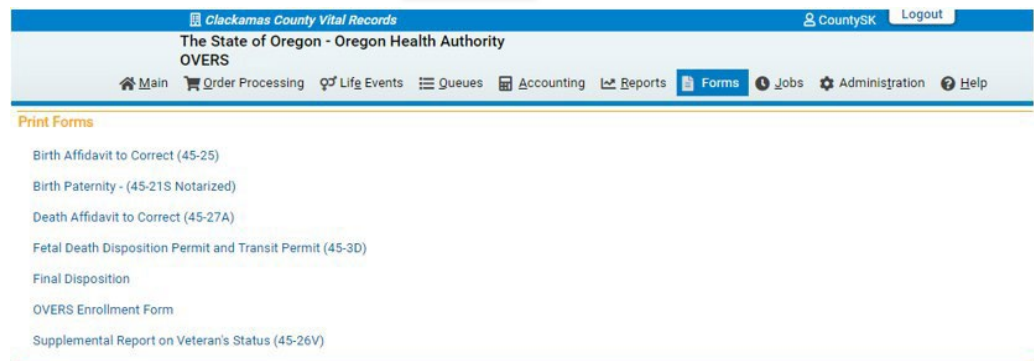 Clackamas County Vital Records CountySK Logout
The State of Oregon - Oregon Health Authority
OVERS
Main Order Processing Life Events Queues Accounting Reports Forms Jobs Administration Help
Print Forms
Birth Affidavit to Correct (45-25)
Birth Paternity - (45-21S Notarized)
Death Affidavit to Correct (45-27A)
Fetal Death Disposition Permit and Transit Permit (45-3D)
Final Disposition
OVERS Enrollment Form
Supplemental Report on Veteran's Status (45-26V)